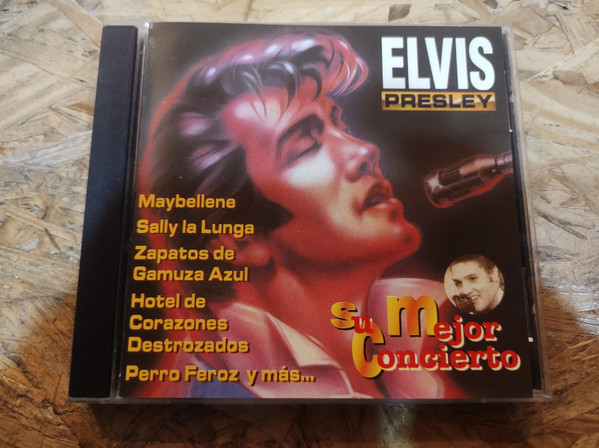 ELVIS
PRESLEY
Maybellene
Sally la Lunga
Zapatos de
Gamuza Azul
Hotel de
Corazones
Destrozados
Perro Feroz y más...
Su Mejor
Concierto